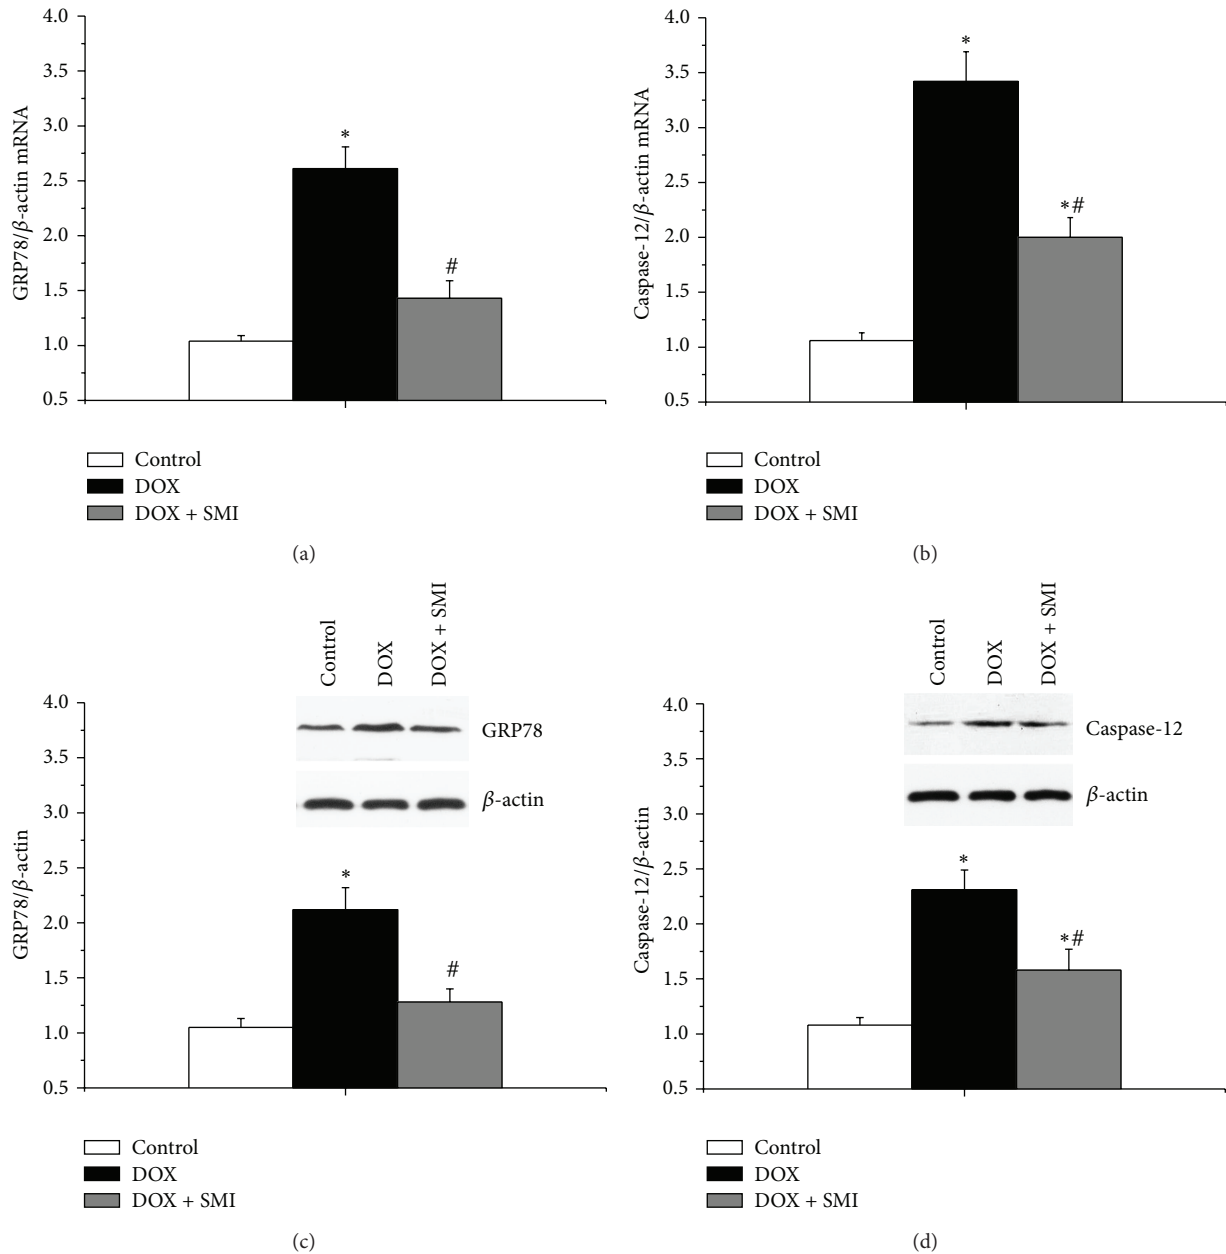 4.0
3.5
3.0
2.5
2.0
1.5
1.0
0.5
GRP78/β-actin mRNA
*
#
Control
DOX
DOX + SMI
(a)
4.0
3.5
3.0
2.5
2.0
1.5
1.0
0.5
Caspase-12/β-actin mRNA
*
*#
Control
DOX
DOX + SMI
(b)
Control
DOX
DOX + SMI
GRP78
β-actin
4.0
3.5
3.0
2.5
2.0
1.5
1.0
0.5
GRP78/β-actin
*
#
Control
DOX
DOX + SMI
(c)
Control
DOX
DOX + SMI
Caspase-12
β-actin
4.0
3.5
3.0
2.5
2.0
1.5
1.0
0.5
Caspase-12/β-actin
*
*#
Control
DOX
DOX + SMI
(d)